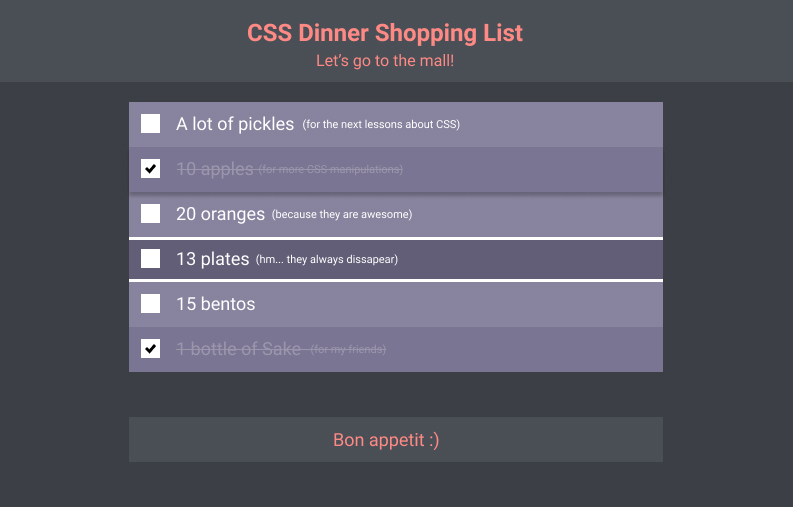 CSS Dinner Shopping List
Let's go to the mall!
A lot of pickles (for the next lessons about CSS)
10 apples (for more CSS manipulations)
20 oranges (because they are awesome)
13 plates (hm... they always dissapear)
15 bentos
1 bottle of Sake (for my friends)
Bon appetit :)